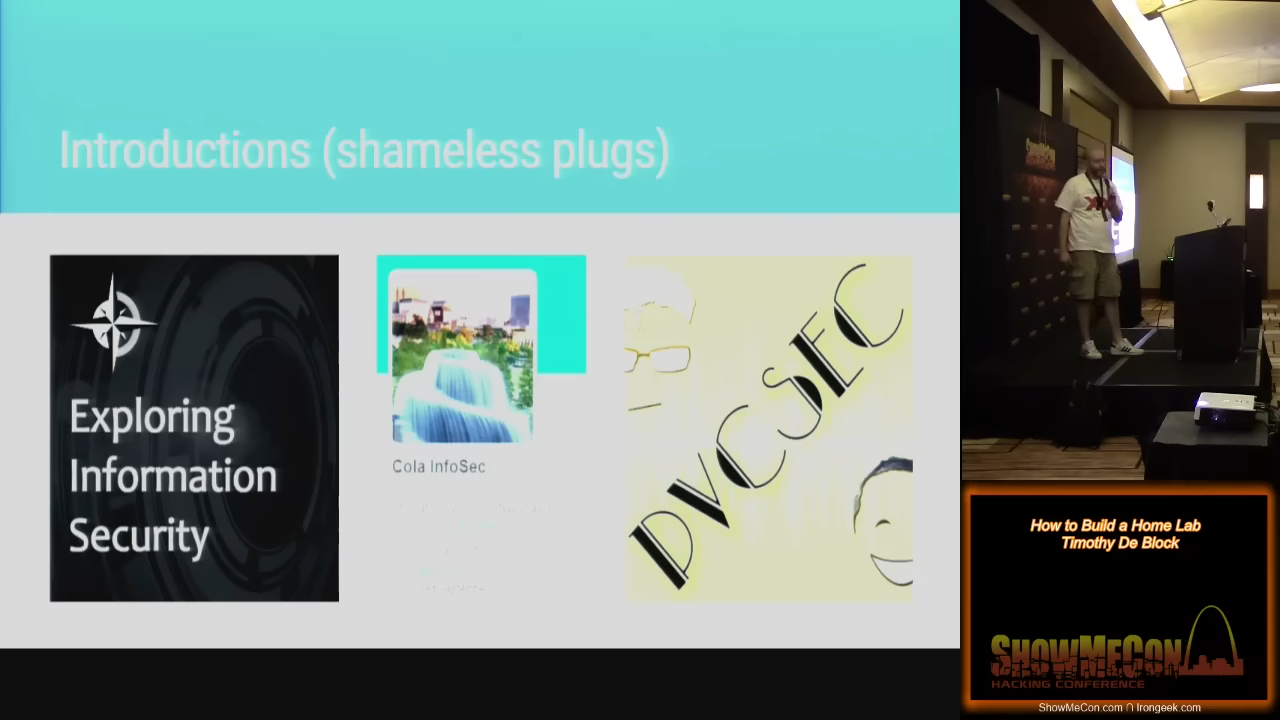 Introductions (shameless plugs)
Exploring
Information
Security
Cola InfoSec
DVCSEC
How to Build a Home Lab
Timothy De Block
SHOWMECON
HACKING CONFERENCE
ShowMeCon.com ∩ Irongeek.com